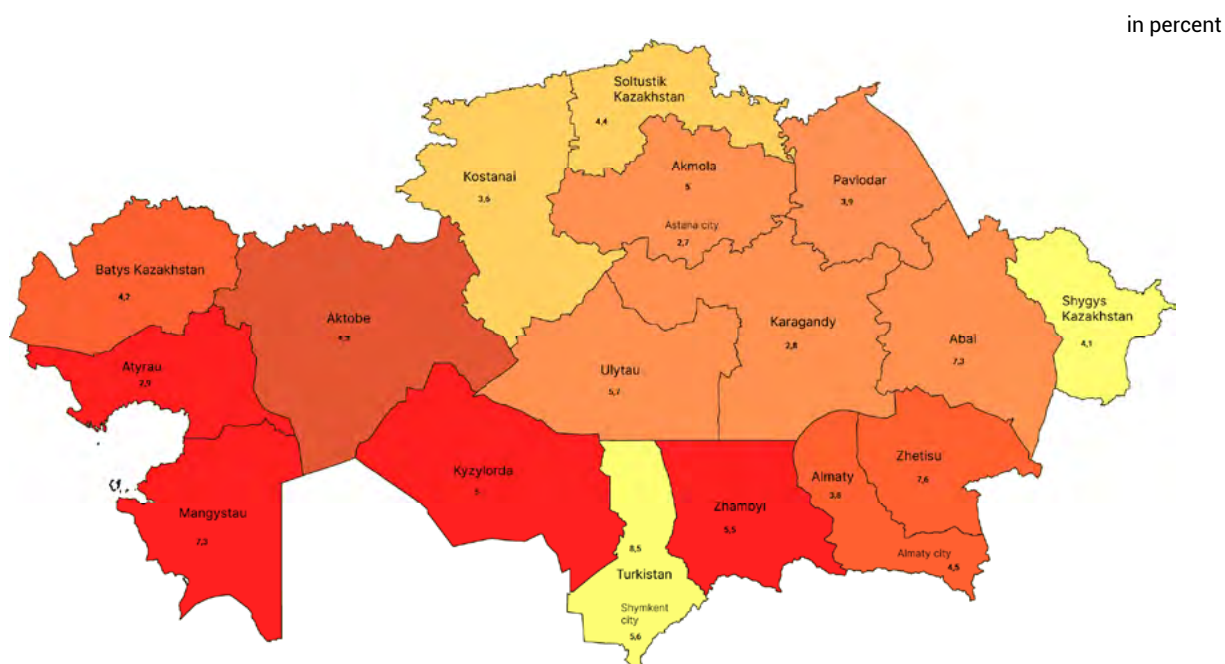 in percent
Soltustik
Kazakhstan
4,4
Kostanai
3,6
Akmola
5
Astana city
2,7
Pavlodar
3,9
Batys Kazakhstan
4,2
Aktobe
Atyrau
2,9
Mangystau
7,3
Kyzylorda
5
Ulytau
5,7
Karagandy
2,8
Abai
7,3
Shygys
Kazakhstan
4,1
Zhetisu
7,6
Almaty
3,8
Almaty city
4,5
Zhambyl
5,5
8,5
Turkistan
Shymkent
city
5,6